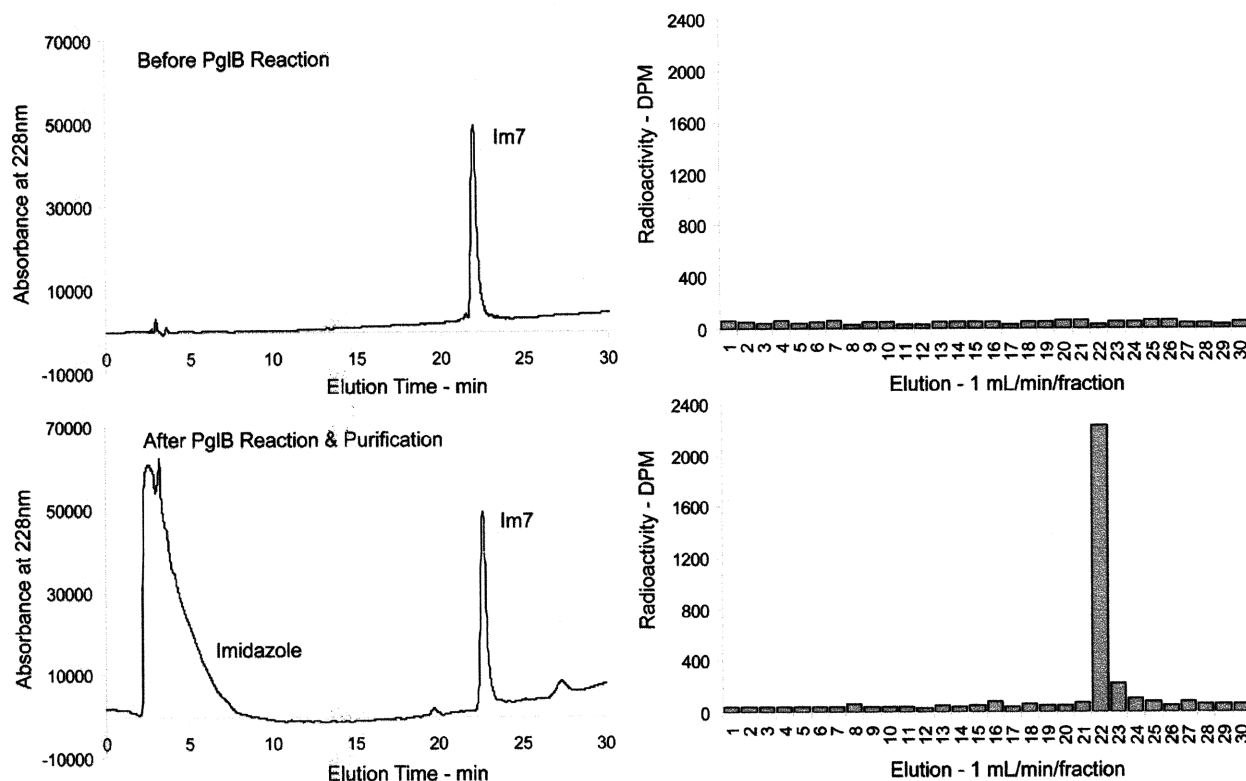 Before PglB Reaction
Im7
Absorbance at 228nm
70000
50000
30000
10000
-10000
0
5
10
15
20
25
30
Elution Time - min
Radioactivity - DPM
2400
2000
1600
1200
800
400
0
1 2 3 4 5 6 7 8 9 10 11 12 13 14 15 16 17 18 19 20 21 22 23 24 25 26 27 28 29 30
Elution - 1 mL/min/fraction
After PglB Reaction & Purification
Im7
Imidazole
Absorbance at 228nm
70000
50000
30000
10000
-10000
0
5
10
15
20
25
30
Elution Time - min
Radioactivity - DPM
2400
2000
1600
1200
800
400
0
1 2 3 4 5 6 7 8 9 10 11 12 13 14 15 16 17 18 19 20 21 22 23 24 25 26 27 28 29 30
Elution - 1 mL/min/fraction